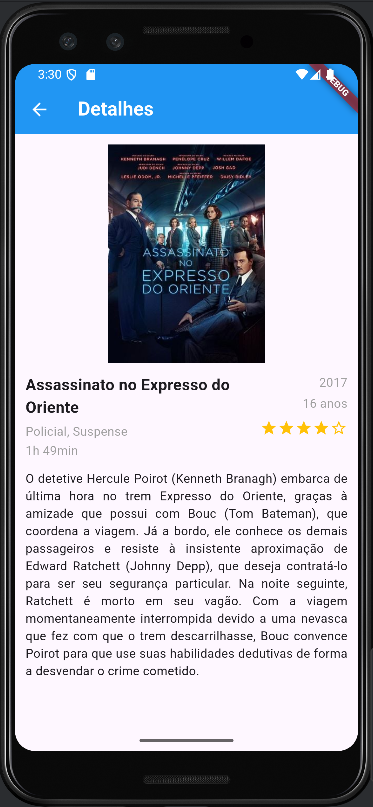 3:30
DEBUG
Detalhes
KENNETH BRANAGH PENÉLOPE CRUZ WILLEM DAFOE
JUDI DENCH JOHNNY DEPP JOSH GAD
LESLIE ODOM, JR. MICHELLE PFEIFFER DAISY RIDLEY
ASSASSINATO
NO
EXPRESSO
DO ORIENTE
Assassinato no Expresso do
Oriente
2017
16 anos
Policial, Suspense
1h 49min
O detetive Hercule Poirot (Kenneth Branagh) embarca de
última hora no trem Expresso do Oriente, graças à
amizade que possui com Bouc (Tom Bateman), que
coordena a viagem. Já a bordo, ele conhece os demais
passageiros e resiste à insistente aproximação de
Edward Ratchett (Johnny Depp), que deseja contratá-lo
para ser seu segurança particular. Na noite seguinte,
Ratchett é morto em seu vagão. Com a viagem
momentaneamente interrompida devido a uma nevasca
que fez com que o trem descarrilhasse, Bouc convence
Poirot para que use suas habilidades dedutivas de forma
a desvendar o crime cometido.